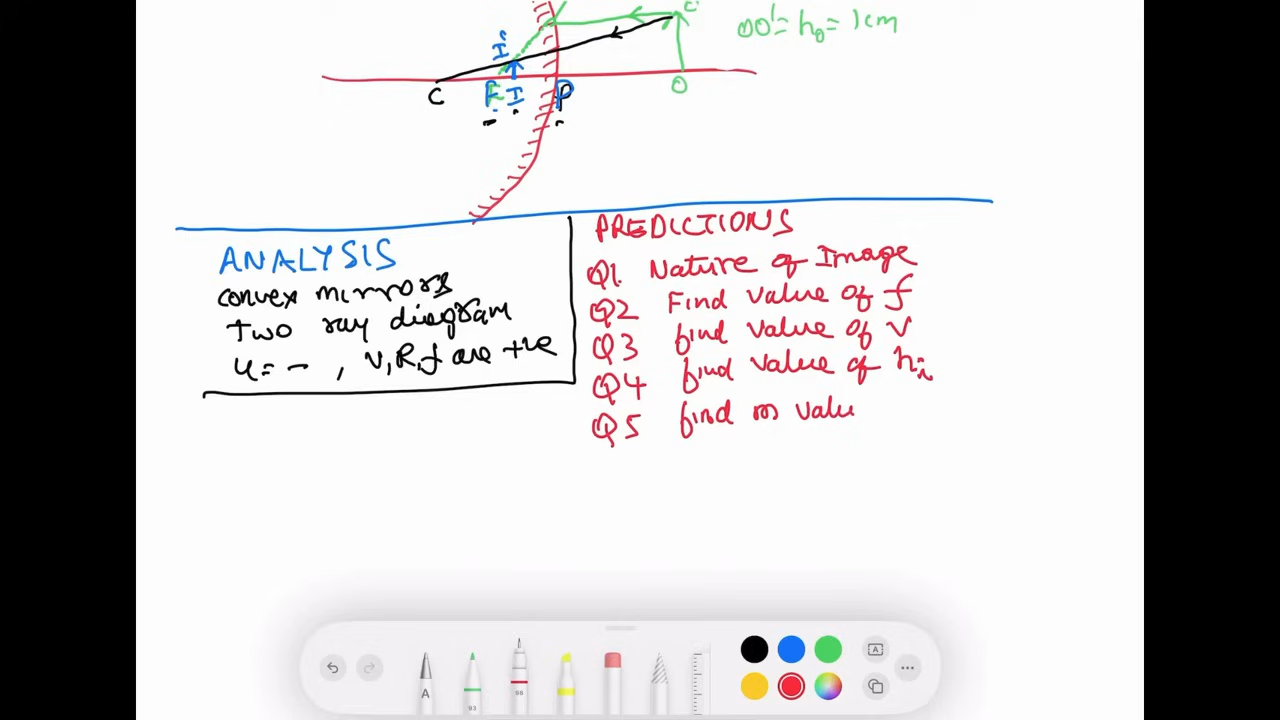 OO'= h₀= 1cm
I'
C
F
I
P
O
ANALYSIS
convex mirrors
Two ray diagram
u= - , v,R,f are +ve
PREDICTIONS
Q1 Nature of Image
Q2 Find value of f
Q3 find value of v
Q4 find value of hᵢ
Q5 find m valu